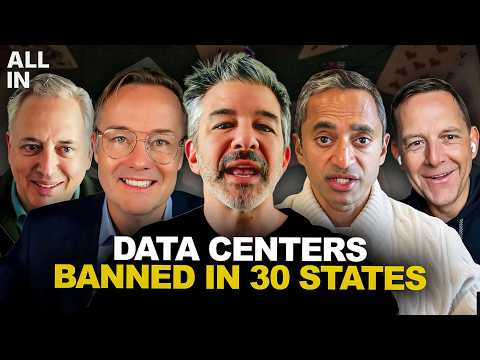 ALL
IN
DATA CENTERS
BANNED IN 30 STATES